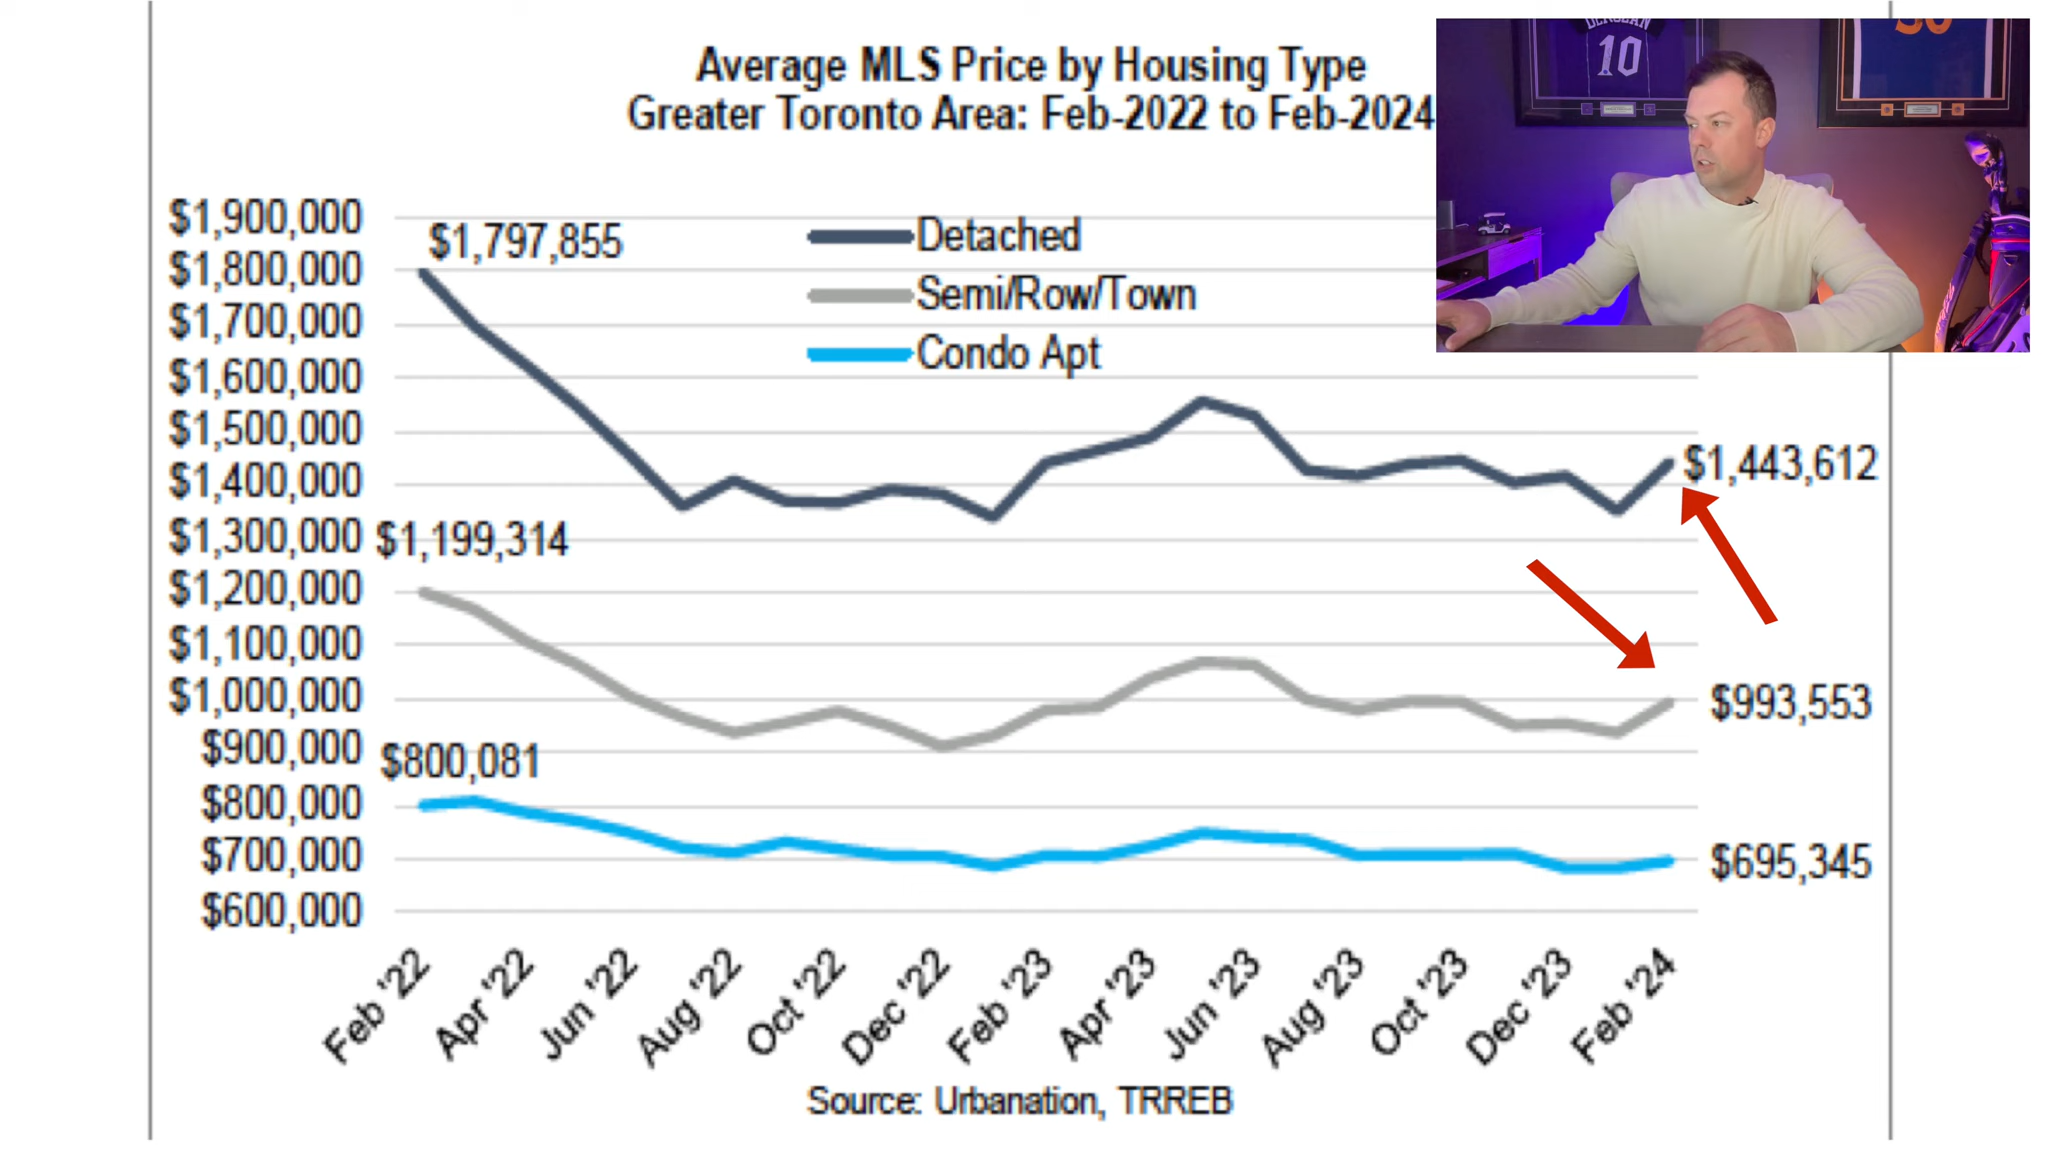 Average MLS Price by Housing Type
Greater Toronto Area: Feb-2022 to Feb-2024
10
$1,900,000
$1,797,855
Detached
$1,800,000
Semi/Row/Town
$1,700,000
Condo Apt
$1,600,000
$1,500,000
$1,443,612
$1,400,000
$1,300,000
$1,199,314
$1,200,000
$1,100,000
$1,000,000
$993,553
$900,000
$800,081
$800,000
$700,000
$695,345
$600,000
Feb '22
Apr '22
Jun '22
Aug '22
Oct '22
Dec '22
Feb '23
Apr '23
Jun '23
Aug '23
Oct '23
Dec '23
Feb '24
Source: Urbanation, TRREB